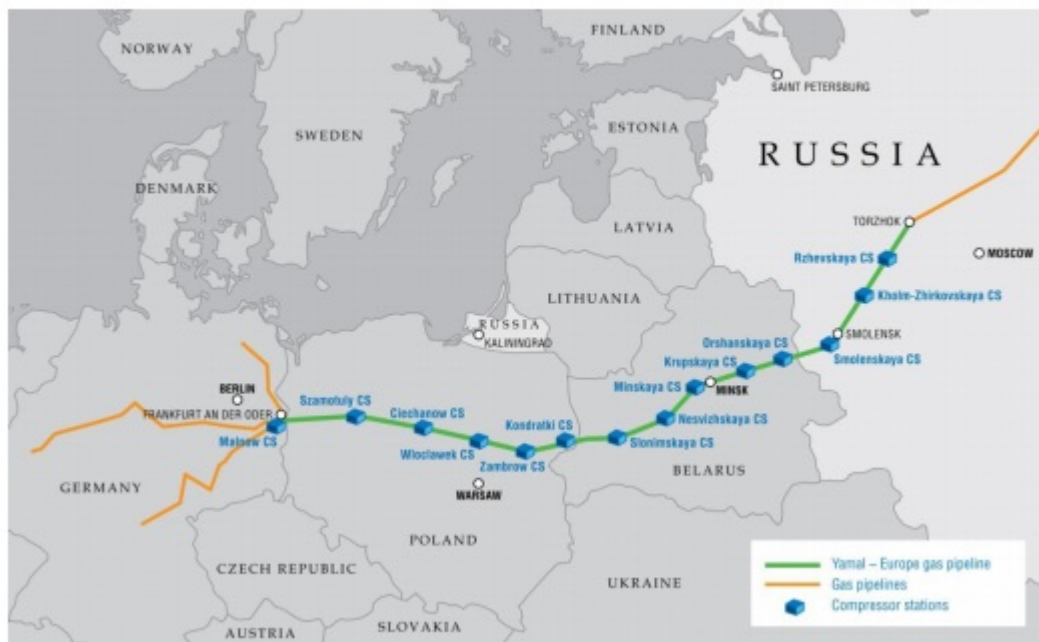 NORWAY
FINLAND
SAINT PETERSBURG
SWEDEN
ESTONIA
RUSSIA
DENMARK
TORZHOK
LATVIA
MOSCOW
Rzhevskaya CS
Kholm-Zhirkovskaya CS
LITHUANIA
RUSSIA
KALININGRAD
SMOLENSK
Orshanskaya CS
Smolenskaya CS
Krupskaya CS
MINSK
Minskaya CS
BERLIN
Szamotuly CS
FRANKFURT AN DER ODER
Ciechanow CS
Kondratki CS
Nesvizhskaya CS
Malnow CS
Wloclawek CS
Slonimskaya CS
Zambrow CS
BELARUS
GERMANY
WARSAW
POLAND
CZECH REPUBLIC
UKRAINE
SLOVAKIA
AUSTRIA
Yamal – Europe gas pipeline
Gas pipelines
Compressor stations